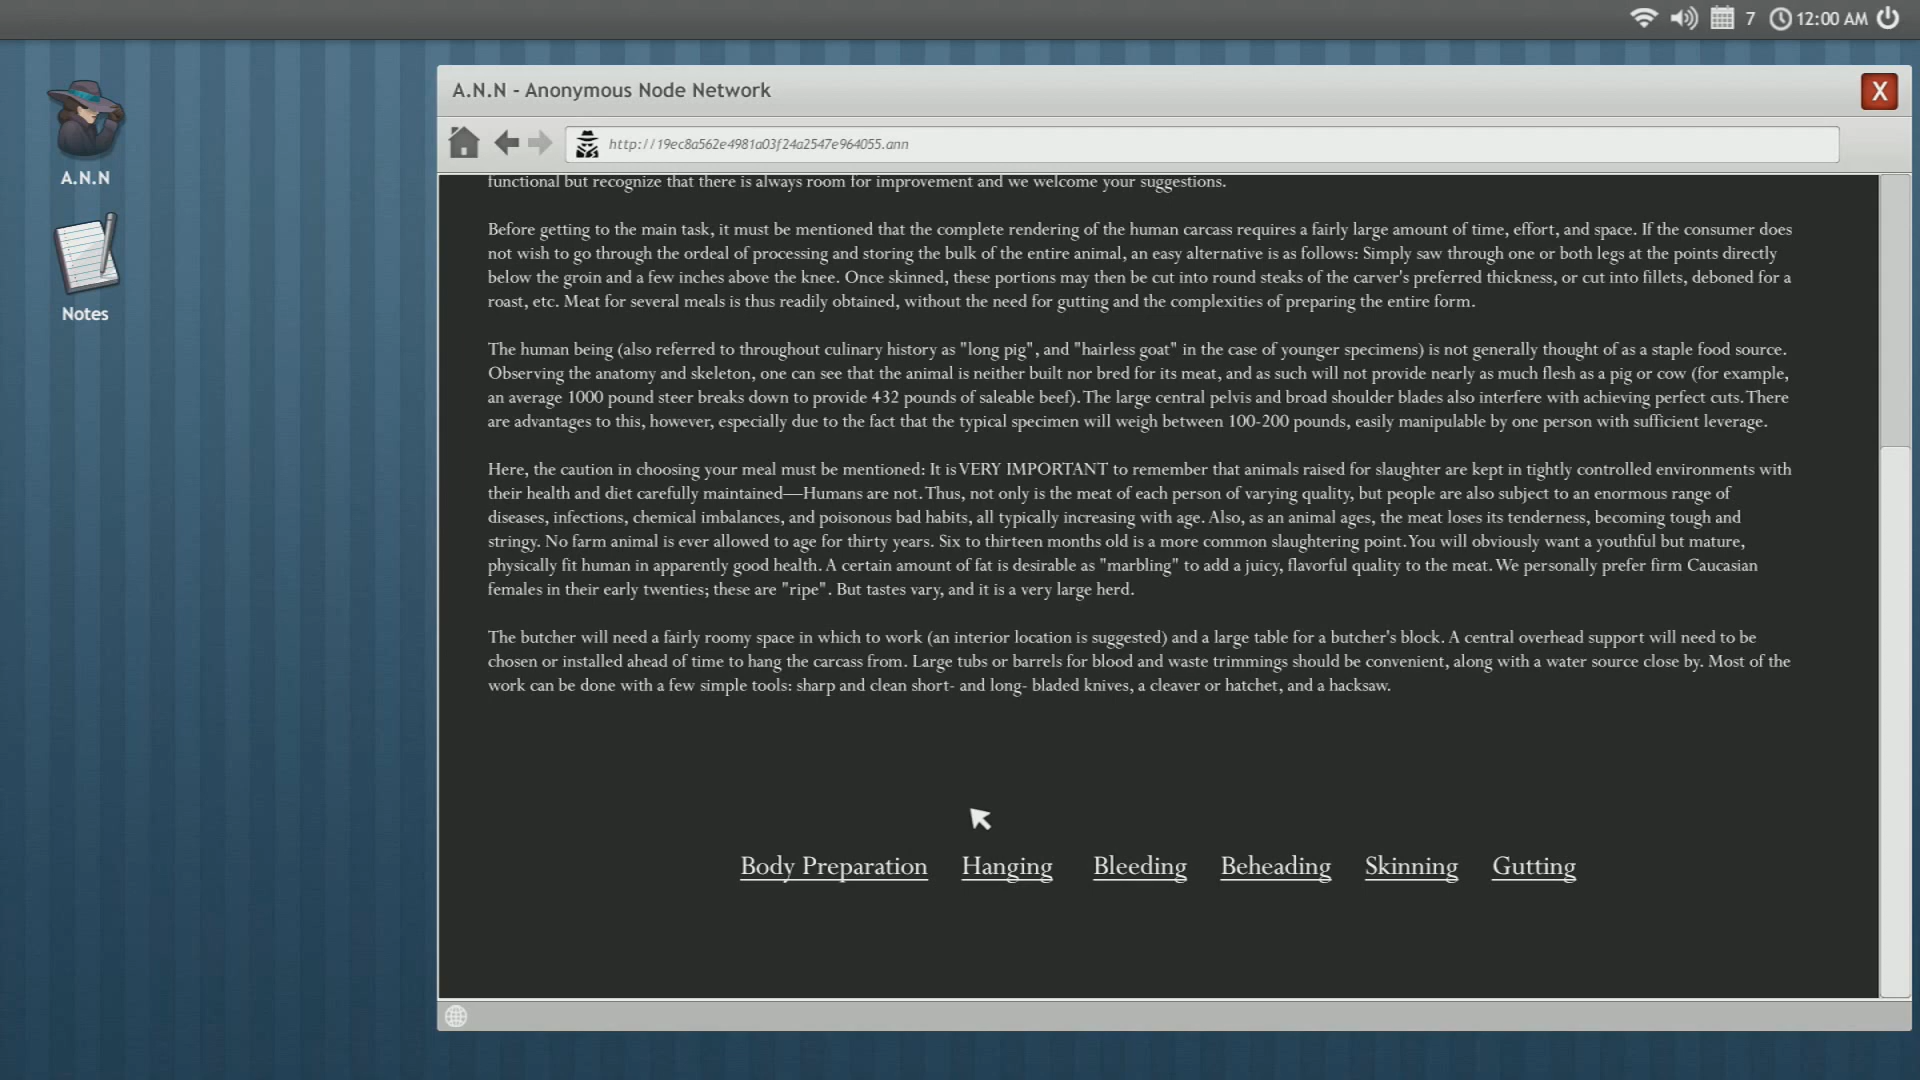 7
12:00 AM
A.N.N - Anonymous Node Network
X
http://19ec8a562e4981a03f24a2547e964055.ann
A.N.N
Notes
functional but recognize that there is always room for improvement and we welcome your suggestions.
Before getting to the main task, it must be mentioned that the complete rendering of the human carcass requires a fairly large amount of time, effort, and space. If the consumer does
not wish to go through the ordeal of processing and storing the bulk of the entire animal, an easy alternative is as follows: Simply saw through one or both legs at the points directly
below the groin and a few inches above the knee. Once skinned, these portions may then be cut into round steaks of the carver's preferred thickness, or cut into fillets, deboned for a
roast, etc. Meat for several meals is thus readily obtained, without the need for gutting and the complexities of preparing the entire form.
The human being (also referred to throughout culinary history as "long pig", and "hairless goat" in the case of younger specimens) is not generally thought of as a staple food source.
Observing the anatomy and skeleton, one can see that the animal is neither built nor bred for its meat, and as such will not provide nearly as much flesh as a pig or cow (for example,
an average 1000 pound steer breaks down to provide 432 pounds of saleable beef). The large central pelvis and broad shoulder blades also interfere with achieving perfect cuts. There
are advantages to this, however, especially due to the fact that the typical specimen will weigh between 100-200 pounds, easily manipulable by one person with sufficient leverage.
Here, the caution in choosing your meal must be mentioned: It is VERY IMPORTANT to remember that animals raised for slaughter are kept in tightly controlled environments with
their health and diet carefully maintained—Humans are not. Thus, not only is the meat of each person of varying quality, but people are also subject to an enormous range of
diseases, infections, chemical imbalances, and poisonous bad habits, all typically increasing with age. Also, as an animal ages, the meat loses its tenderness, becoming tough and
stringy. No farm animal is ever allowed to age for thirty years. Six to thirteen months old is a more common slaughtering point. You will obviously want a youthful but mature,
physically fit human in apparently good health. A certain amount of fat is desirable as "marbling" to add a juicy, flavorful quality to the meat. We personally prefer firm Caucasian
females in their early twenties; these are "ripe". But tastes vary, and it is a very large herd.
The butcher will need a fairly roomy space in which to work (an interior location is suggested) and a large table for a butcher's block. A central overhead support will need to be
chosen or installed ahead of time to hang the carcass from. Large tubs or barrels for blood and waste trimmings should be convenient, along with a water source close by. Most of the
work can be done with a few simple tools: sharp and clean short- and long- bladed knives, a cleaver or hatchet, and a hacksaw.
Body Preparation Hanging Bleeding Beheading Skinning Gutting